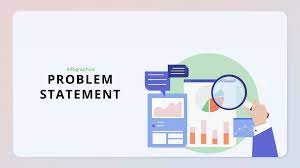 Infographics
PROBLEM
STATEMENT